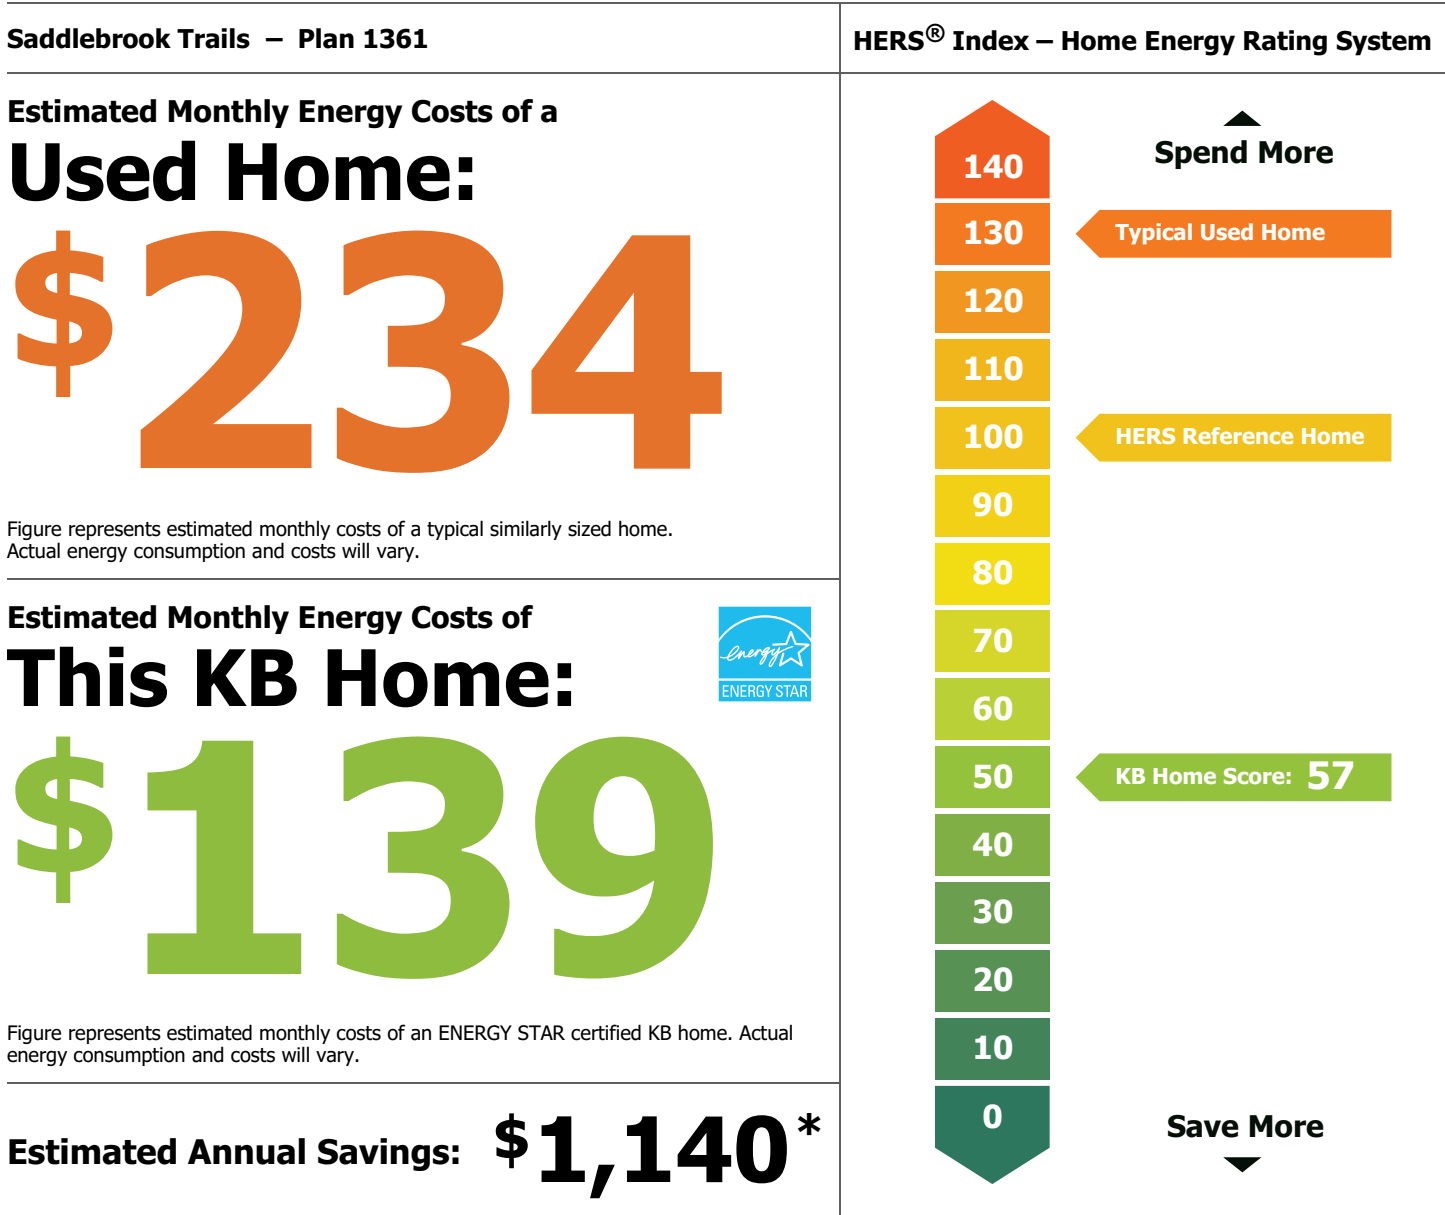 Saddlebrook Trails – Plan 1361
Estimated Monthly Energy Costs of a
Used Home:
$234
Figure represents estimated monthly costs of a typical similarly sized home.
Actual energy consumption and costs will vary.
Estimated Monthly Energy Costs of
This KB Home:
energy
ENERGY STAR
$139
Figure represents estimated monthly costs of an ENERGY STAR certified KB home. Actual
energy consumption and costs will vary.
Estimated Annual Savings: $1,140*
HERS® Index – Home Energy Rating System
Spend More
140
130
Typical Used Home
120
110
100
HERS Reference Home
90
80
70
60
50
KB Home Score: 57
40
30
20
10
0
Save More